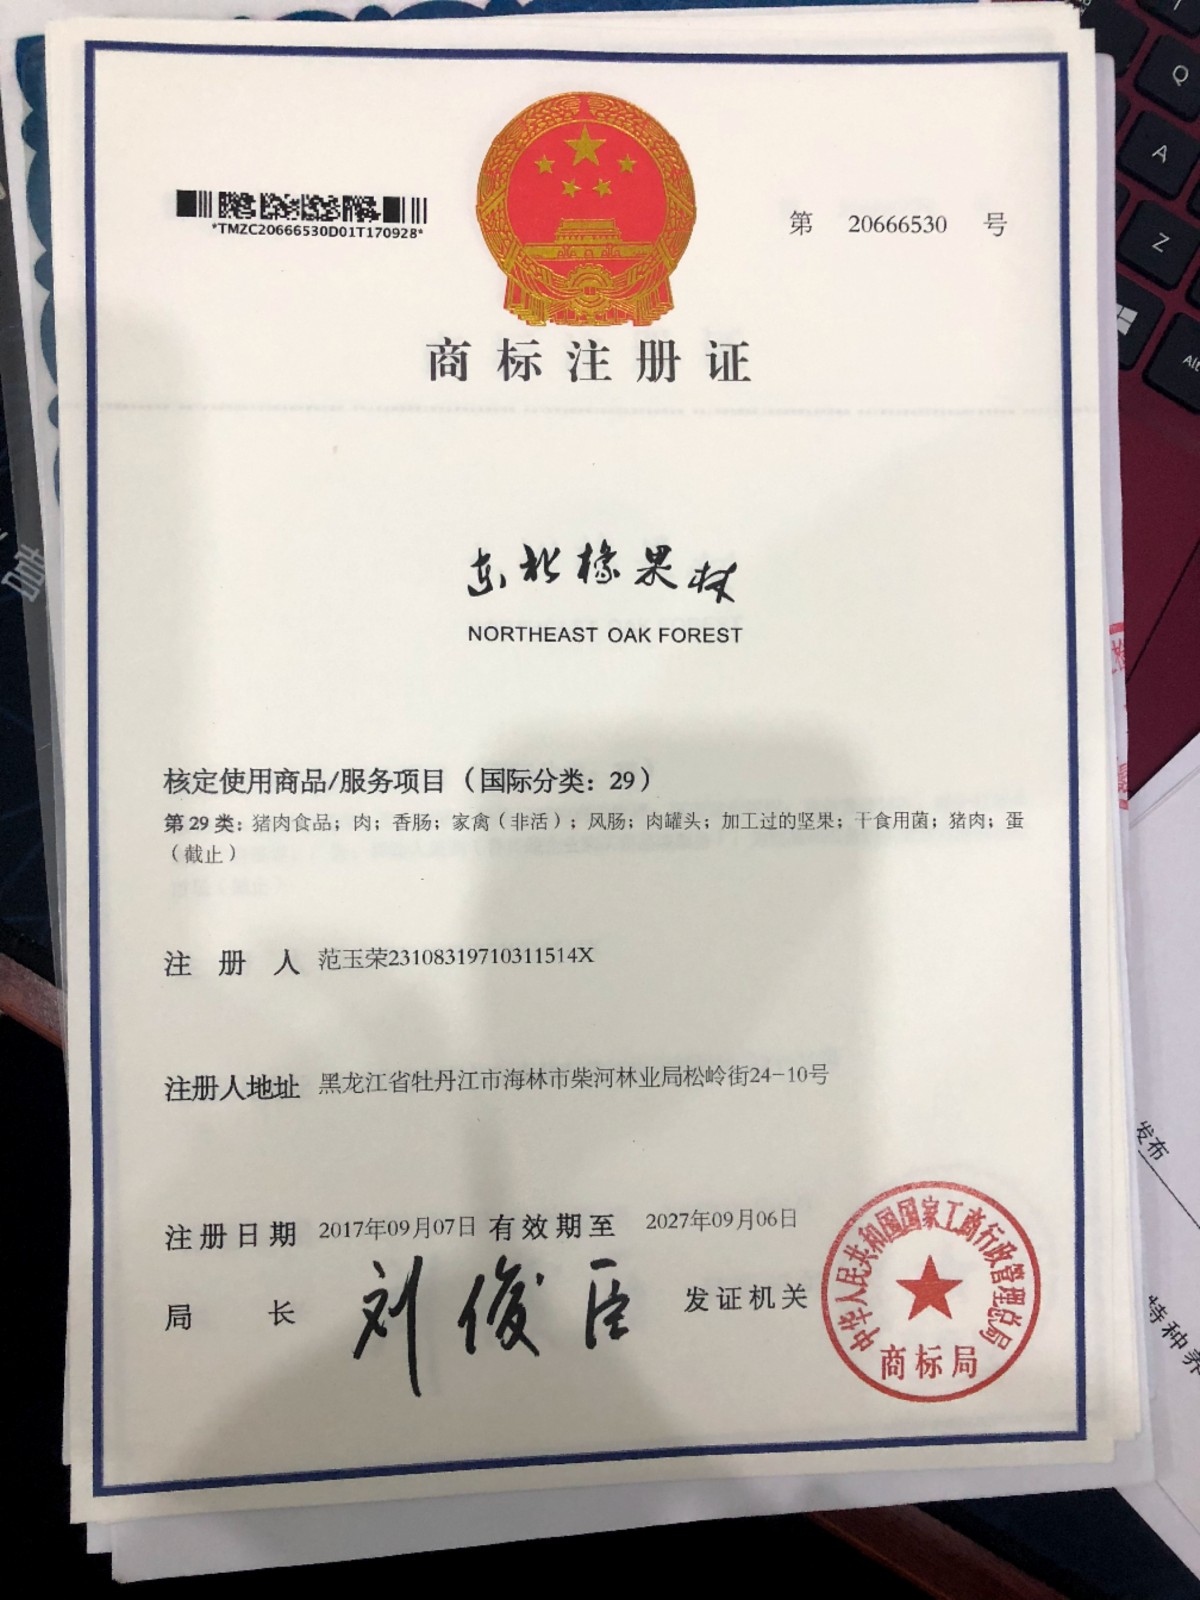 *TMZC20666530D01T170928*
第 20666530 号
商标注册证
东北橡果林
NORTHEAST OAK FOREST
核定使用商品/服务项目（国际分类：29）
第29类：猪肉食品；肉；香肠；家禽（非活）；风肠；肉罐头；加工过的坚果；干食用菌；猪肉；蛋
（截止）
注册人 范玉荣23108319710311514X
注册人地址 黑龙江省牡丹江市海林市柴河林业局松岭街24-10号
注册日期 2017年09月07日 有效期至 2027年09月06日
局长 刘俊臣 发证机关
中华人民共和国国家工商行政管理总局
商标局
Q
A
Z
Alt
发布
特种养